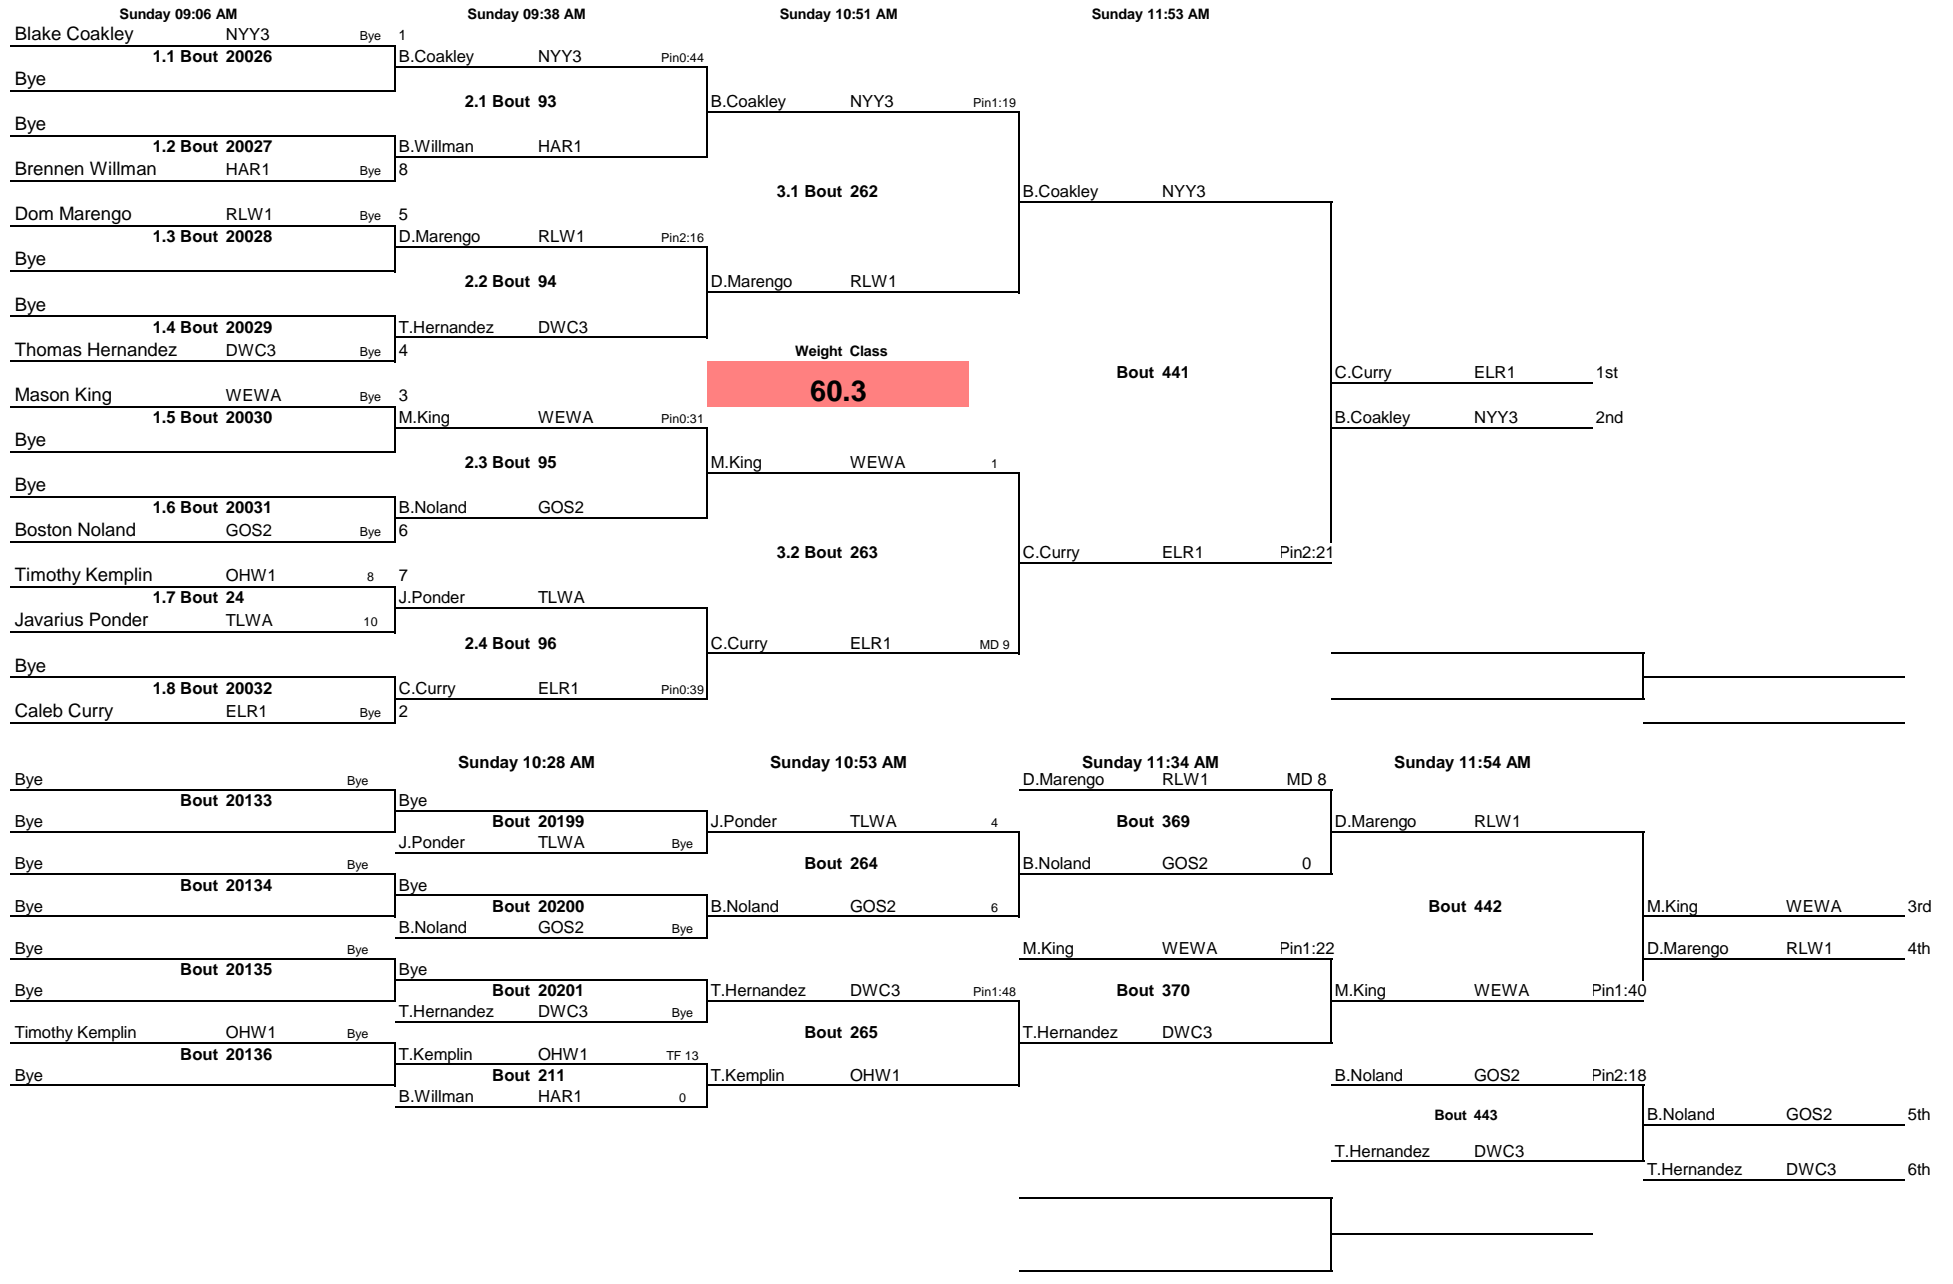 Sunday 09:06 AM Sunday 09:38 AM Sunday 10:51 AM Sunday 11:53 AM
Blake Coakley NYY3 Bye 1
1.1 Bout 20026 B.Coakley NYY3 Pin0:44
Bye
2.1 Bout 93 B.Coakley NYY3 Pin1:19
Bye
1.2 Bout 20027 B.Willman HAR1
Brennen Willman HAR1 Bye 8
3.1 Bout 262 B.Coakley NYY3
Dom Marengo RLW1 Bye 5
1.3 Bout 20028 D.Marengo RLW1 Pin2:16
Bye
2.2 Bout 94 D.Marengo RLW1
Bye
1.4 Bout 20029 T.Hernandez DWC3
Thomas Hernandez DWC3 Bye 4 Weight Class
Bout 441 C.Curry ELR1 1st
Mason King WEWA Bye 3 60.3
1.5 Bout 20030 M.King WEWA Pin0:31 B.Coakley NYY3 2nd
Bye
2.3 Bout 95 M.King WEWA 1
Bye
1.6 Bout 20031 B.Noland GOS2
Boston Noland GOS2 Bye 6
3.2 Bout 263 C.Curry ELR1 Pin2:21
Timothy Kemplin OHW1 8 7
1.7 Bout 24 J.Ponder TLWA
Javarius Ponder TLWA 10
2.4 Bout 96 C.Curry ELR1 MD 9
Bye
1.8 Bout 20032 C.Curry ELR1 Pin0:39
Caleb Curry ELR1 Bye 2
Sunday 10:28 AM Sunday 10:53 AM Sunday 11:34 AM Sunday 11:54 AM
Bye Bye D.Marengo RLW1 MD 8
Bout 20133 Bye
Bye Bout 20199 J.Ponder TLWA 4 Bout 369 D.Marengo RLW1
J.Ponder TLWA Bye
Bye Bye Bout 264 B.Noland GOS2 0
Bout 20134 Bye
Bye Bout 20200 B.Noland GOS2 6 Bout 442 M.King WEWA 3rd
B.Noland GOS2 Bye
Bye Bye M.King WEWA Pin1:22 D.Marengo RLW1 4th
Bout 20135 Bye
Bye Bout 20201 T.Hernandez DWC3 Pin1:48 Bout 370 M.King WEWA Pin1:40
T.Hernandez DWC3 Bye
Timothy Kemplin OHW1 Bye Bout 265 T.Hernandez DWC3
Bout 20136 T.Kemplin OHW1 TF 13
Bye Bout 211 T.Kemplin OHW1 B.Noland GOS2 Pin2:18
B.Willman HAR1 0
Bout 443 B.Noland GOS2 5th
T.Hernandez DWC3
T.Hernandez DWC3 6th